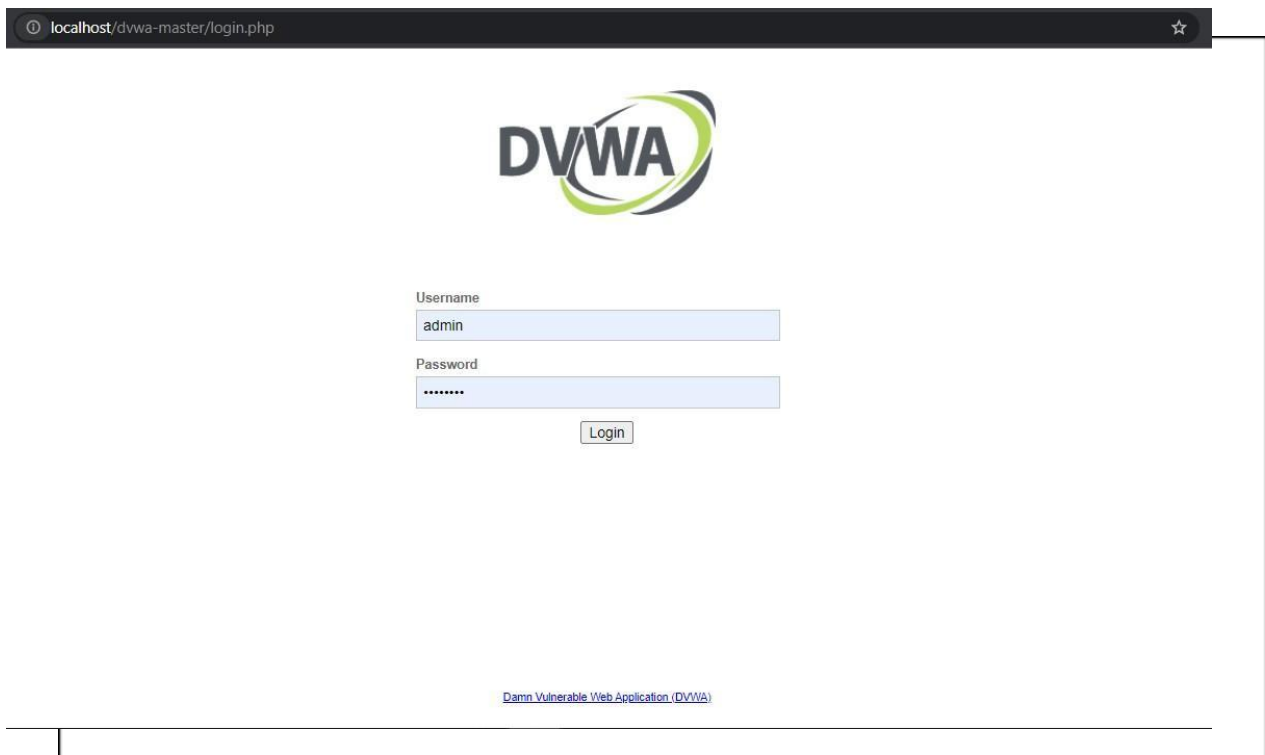 localhost/dvwa-master/login.php
DVWA
Username
admin
Password
••••••••
Login
Damn Vulnerable Web Application (DVWA)